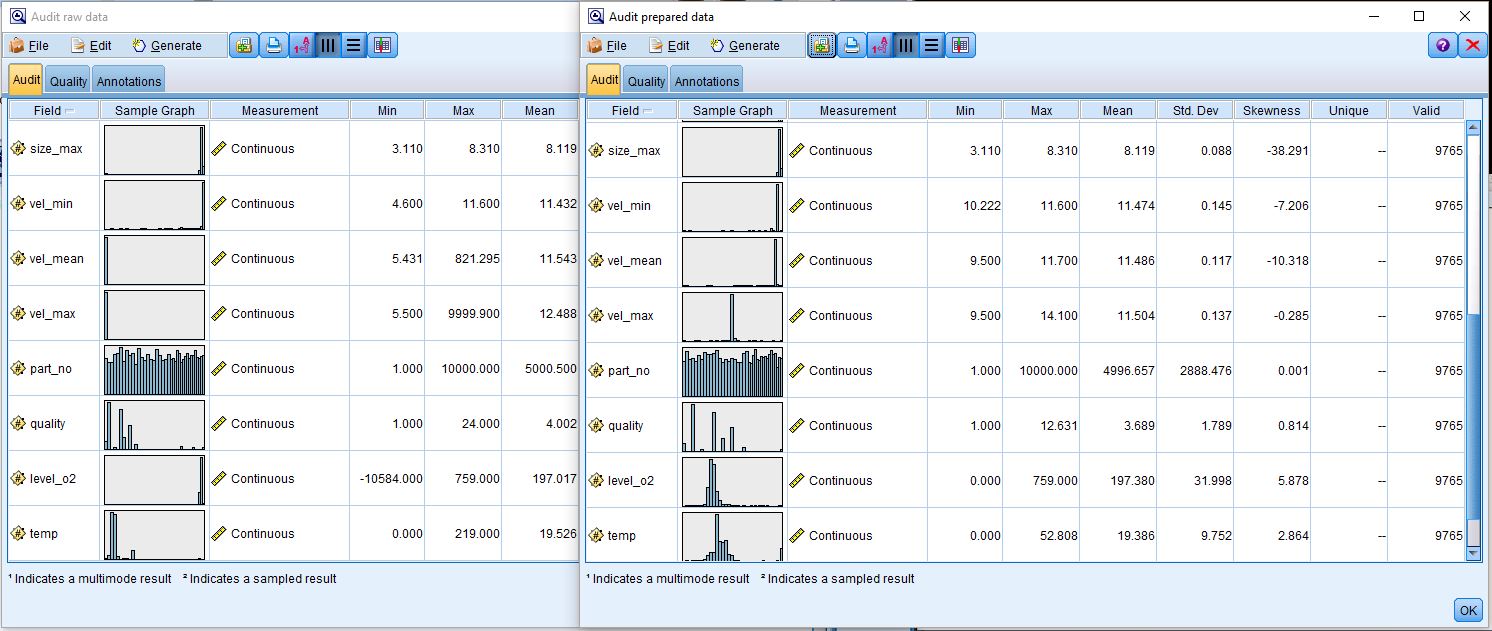 Audit raw data
File Edit Generate
Audit Quality Annotations
Field Sample Graph Measurement Min Max Mean
size_max Continuous 3.110 8.310 8.119
vel_min Continuous 4.600 11.600 11.432
vel_mean Continuous 5.431 821.295 11.543
vel_max Continuous 5.500 9999.900 12.488
part_no Continuous 1.000 10000.000 5000.500
quality Continuous 1.000 24.000 4.002
level_o2 Continuous -10584.000 759.000 197.017
temp Continuous 0.000 219.000 19.526
¹ Indicates a multimode result ² Indicates a sampled result
Audit prepared data
File Edit Generate
Audit Quality Annotations
Field Sample Graph Measurement Min Max Mean Std. Dev Skewness Unique Valid
size_max Continuous 3.110 8.310 8.119 0.088 -38.291 -- 9765
vel_min Continuous 10.222 11.600 11.474 0.145 -7.206 -- 9765
vel_mean Continuous 9.500 11.700 11.486 0.117 -10.318 -- 9765
vel_max Continuous 9.500 14.100 11.504 0.137 -0.285 -- 9765
part_no Continuous 1.000 10000.000 4996.657 2888.476 0.001 -- 9765
quality Continuous 1.000 12.631 3.689 1.789 0.814 -- 9765
level_o2 Continuous 0.000 759.000 197.380 31.998 5.878 -- 9765
temp Continuous 0.000 52.808 19.386 9.752 2.864 -- 9765
¹ Indicates a multimode result ² Indicates a sampled result
OK